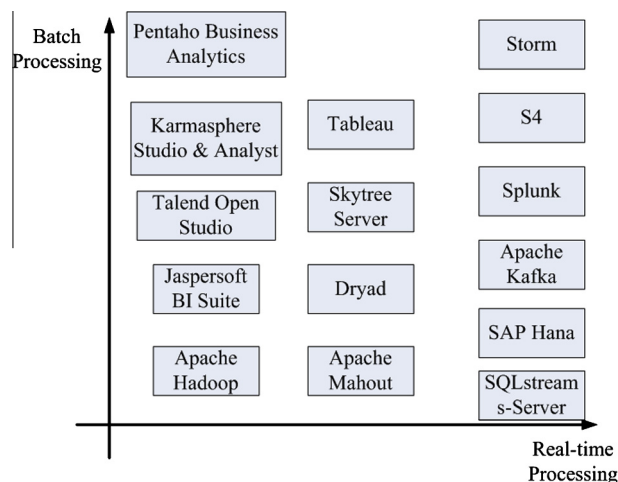 Batch
Processing
Pentaho Business
Analytics
Storm
Karmasphere
Studio & Analyst
Tableau
S4
Talend Open
Studio
Skytree
Server
Splunk
Jaspersoft
BI Suite
Dryad
Apache
Kafka
SAP Hana
Apache
Hadoop
Apache
Mahout
SQLstream
s-Server
Real-time
Processing